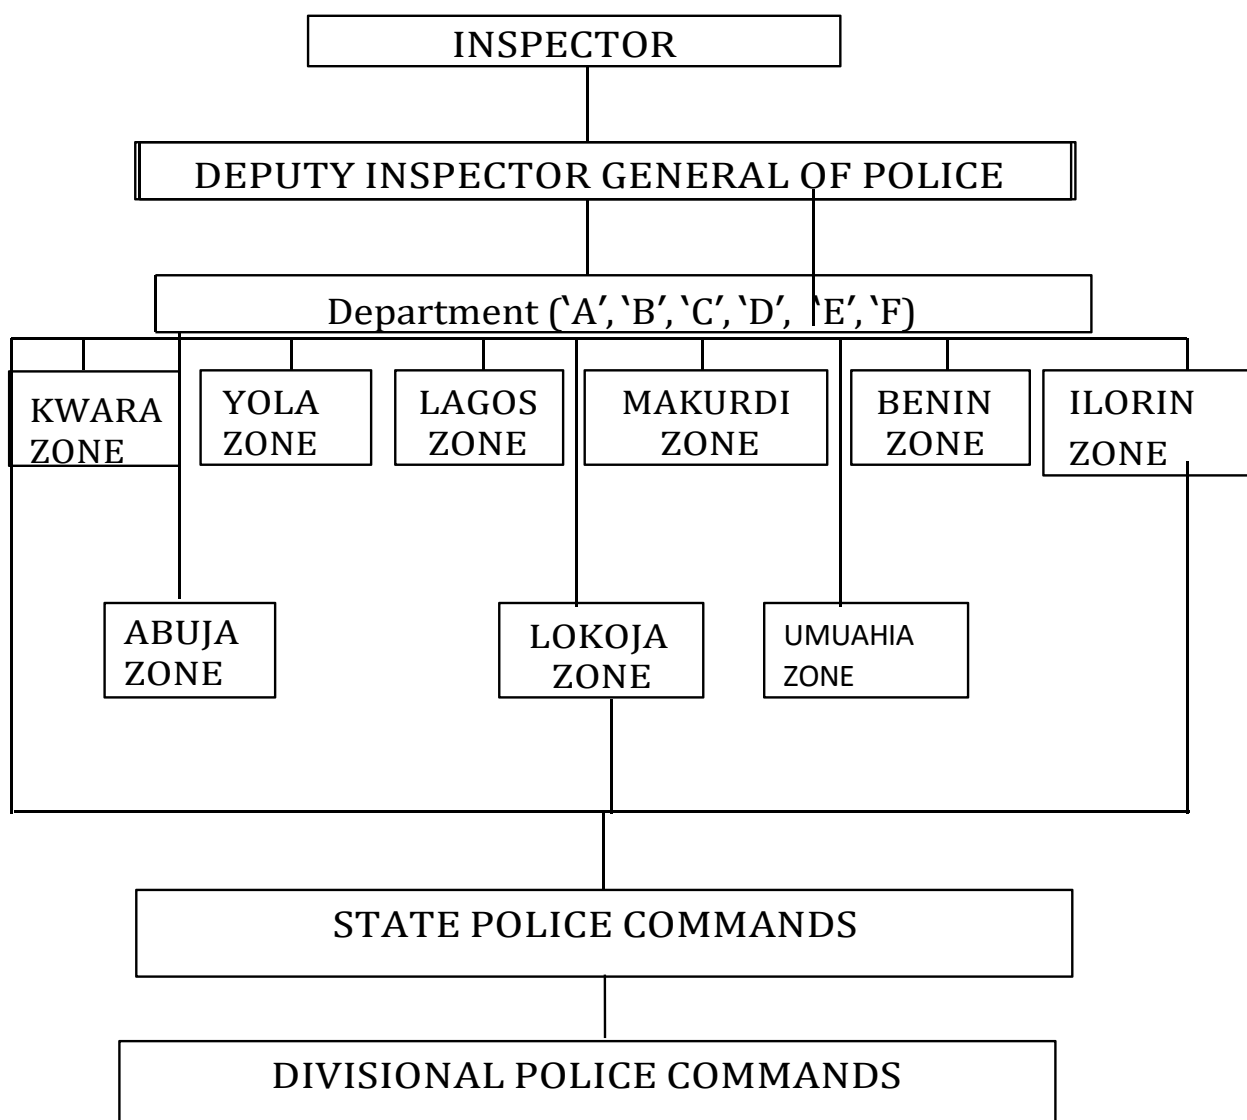 INSPECTOR
DEPUTY INSPECTOR GENERAL OF POLICE
Department (‵A′, ‵B′, ‵C′, ‵D′, ‵E′, ‵F)
KWARA
ZONE
YOLA
ZONE
LAGOS
ZONE
MAKURDI
ZONE
BENIN
ZONE
ILORIN
ZONE
ABUJA
ZONE
LOKOJA
ZONE
UMUAHIA
ZONE
STATE POLICE COMMANDS
DIVISIONAL POLICE COMMANDS